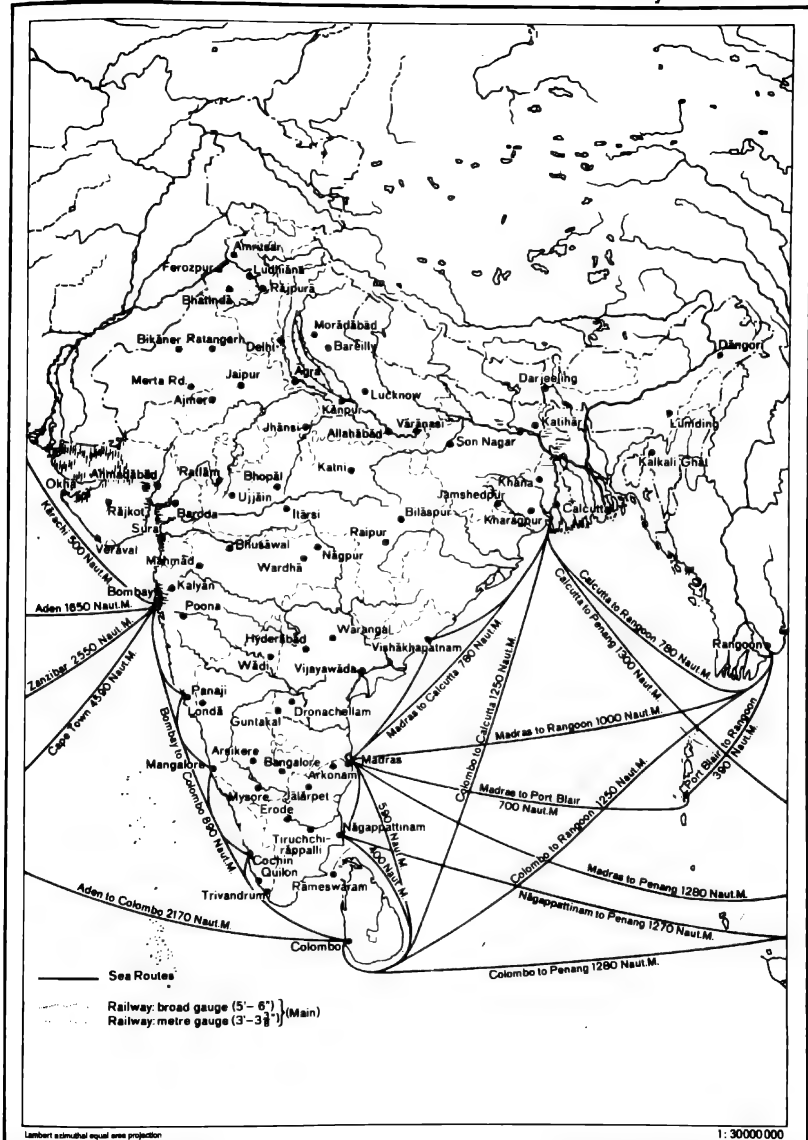 Amritsar
Ferozpur
Ludhiāna
Rājpurā
Bhatinda
Morādābād
Bikāner Ratangarh
Delhi
Bareilly
Dāngori
Merta Rd.
Jaipur
Agra
Lucknow
Darjeeling
Ajmer
Kānpur
Jhānsi
Allahābād
Vārānasi
Katihār
Lumding
Son Nagar
Kalkali Ghāt
Okha
Ahmadābād
Ratlām
Bhopāl
Katni
Khāna
Ujjain
Jamshedpur
Rājkot
Baroda
Itārsi
Bilāspur
Kharagpur
Calcutta
Surat
Raipur
Verāval
Bhusāwal
Nāgpur
Manmād
Wardhā
Kārachi 500 Naut.M.
Bombay
Kalyān
Aden 1650 Naut.M.
Poona
Zanzibar 2550 Naut.M.
Cape Town 4590 Naut.M.
Hyderābād
Warangal
Vishākhapatnam
Wādi
Vijayawāda
Rangoon
Calcutta to Rangoon 780 Naut.M.
Calcutta to Penang 1300 Naut.M.
Madras to Calcutta 780 Naut.M.
Colombo to Calcutta 1250 Naut.M.
Panaji
Londā
Dronachellam
Guntakal
Madras to Rangoon 1000 Naut.M.
Port Blair to Rangoon
390 Naut.M.
Bombay to Colombo 890 Naut.M.
Arsikere
Bangalore
Madras
Mangalore
Arkonam
Madras to Port Blair
700 Naut.M
Mysore
Jālārpet
Erode
590 Naut.M.
400 Naut.M.
Colombo to Rangoon 1250 Naut.M.
Nāgappattinam
Tiruchchi-
rāppalli
Cochin
Quilon
Rāmeswaram
Trivandrum
Madras to Penang 1280 Naut.M.
Nāgappattinam to Penang 1270 Naut.M.
Aden to Colombo 2170 Naut.M.
Colombo
Colombo to Penang 1280 Naut.M.
Sea Routes
Railway: broad gauge (5'- 6")
(Main)
Railway: metre gauge (3'-3⅜")
Lambert azimuthal equal area projection
1: 30000000